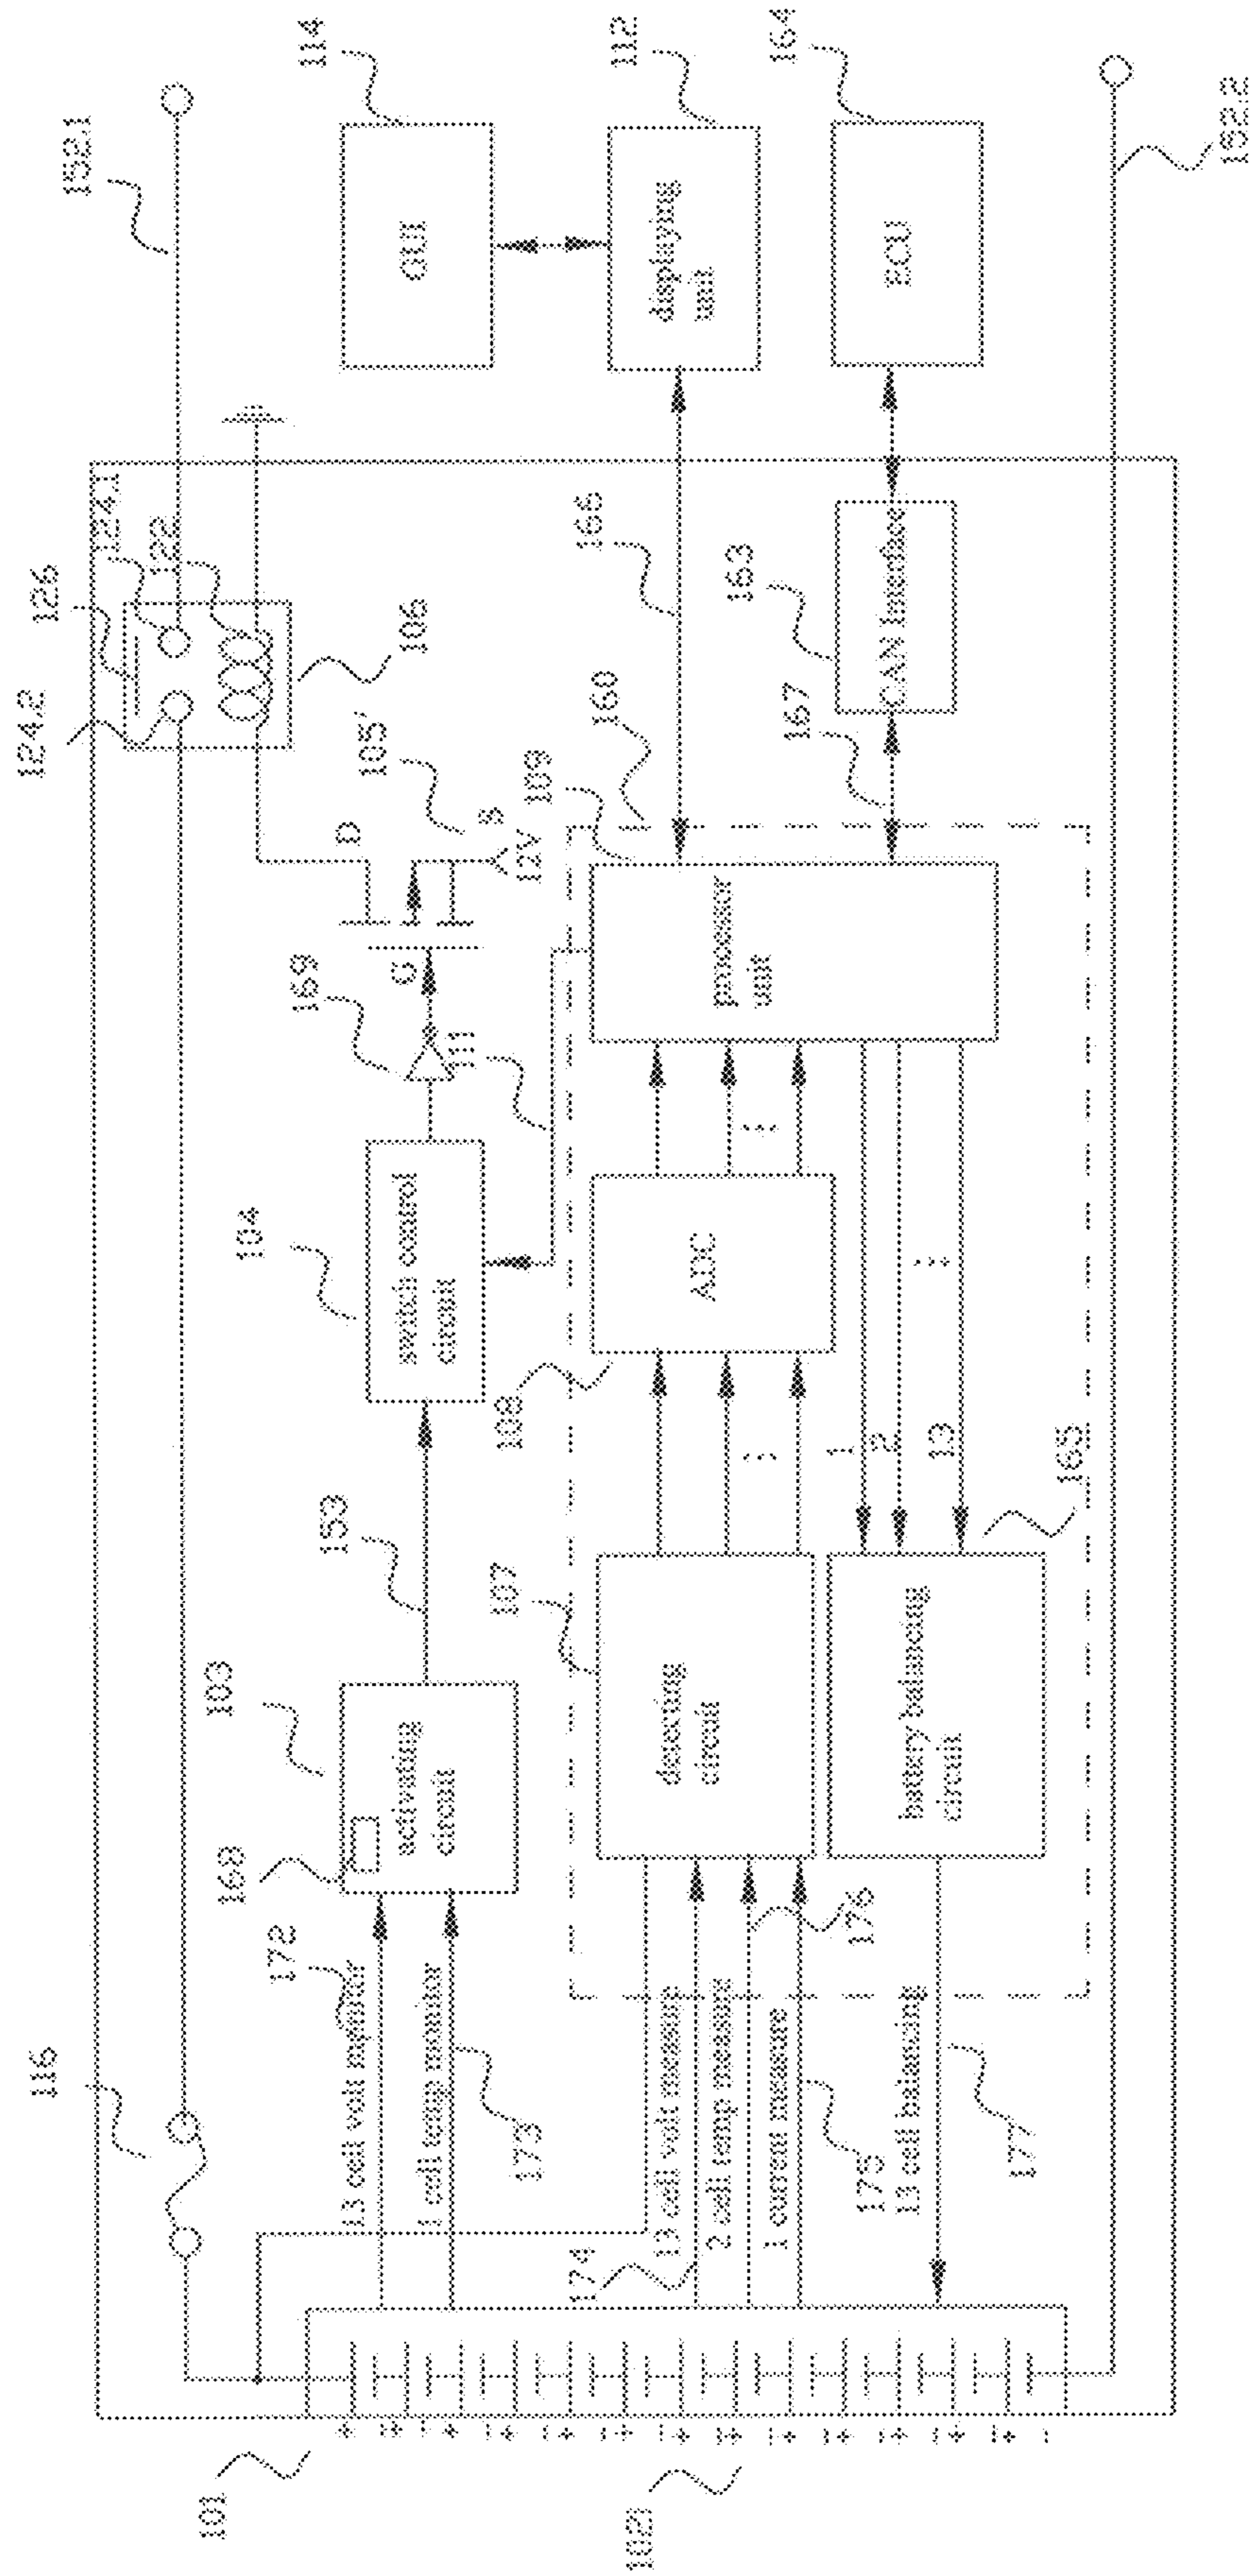 101
102i
116
172
13 cell volt monitor
1 cell temp monitor
173
174
13 cell volt measure
2 cell temp measure
1 current measure
175
176
13 cell balancing
177
168
103
activating
circuit
153
104
switch control
circuit
169
111
G
D
S
12V
105'
106
124.2
126
124.1
122
152.1
107
detecting
circuit
battery balancing
circuit
165
1
2
13
108
ADC
109
160
processor
unit
166
167
163
CAN Interface
114
GUI
112
displaying
unit
164
ECU
152.2